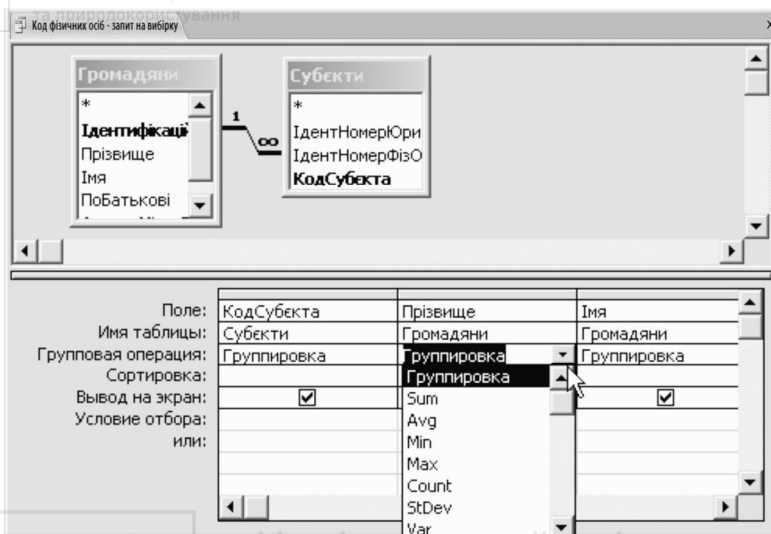 та природокористування
Код фізичних осіб - запит на вибірку
Громадяни
*
Ідентифікаці
Прізвище
Імя
ПоБатькові
1
∞
Субєкти
*
ІдентНомерЮри
ІдентНомерФізО
КодСубєкта
Поле: КодСубєкта Прізвище Імя
Имя таблицы: Субєкти Громадяни Громадяни
Групповая операция: Группировка Группировка Группировка
Сортировка: Группировка
Вывод на экран: Sum
Условие отбора: Avg
или: Min
Max
Count
StDev
Var